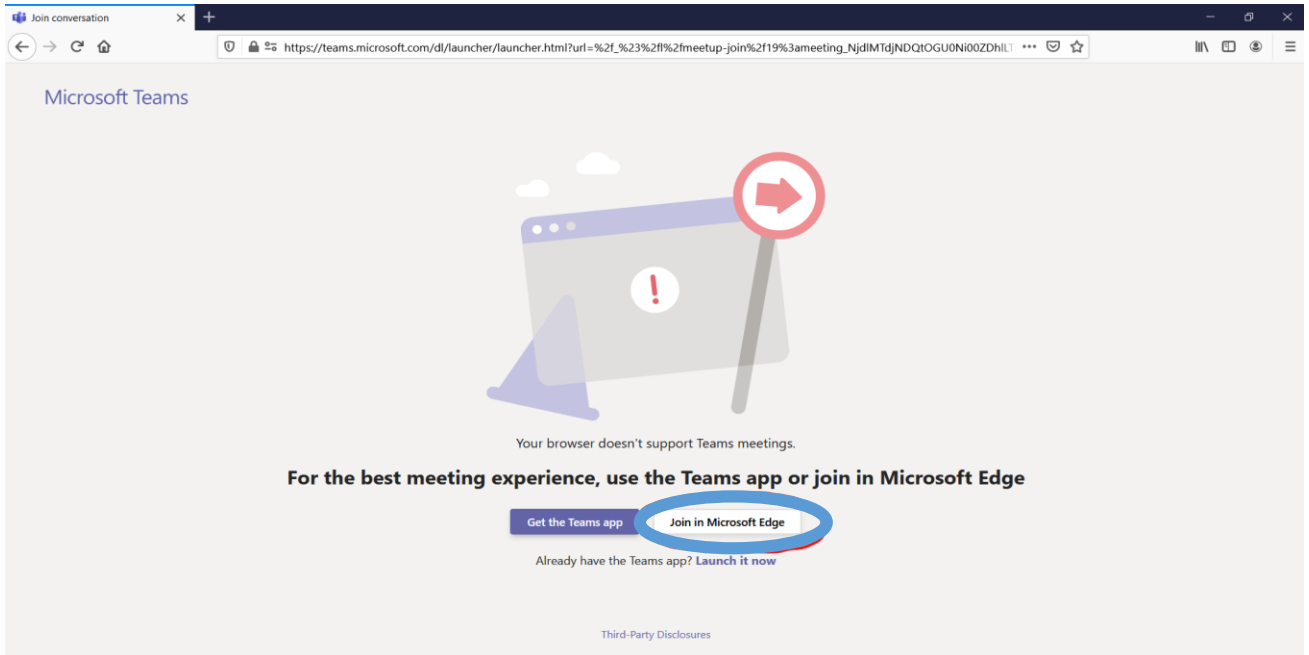 Join conversation
https://teams.microsoft.com/dl/launcher/launcher.html?url=%2f_%23%2fl%2fmeetup-join%2f19%3ameeting_NjdlMTdjNDQtOGU0Ni00ZDhlLT
Microsoft Teams
!
Your browser doesn't support Teams meetings.
For the best meeting experience, use the Teams app or join in Microsoft Edge
Get the Teams app
Join in Microsoft Edge
Already have the Teams app? Launch it now
Third-Party Disclosures